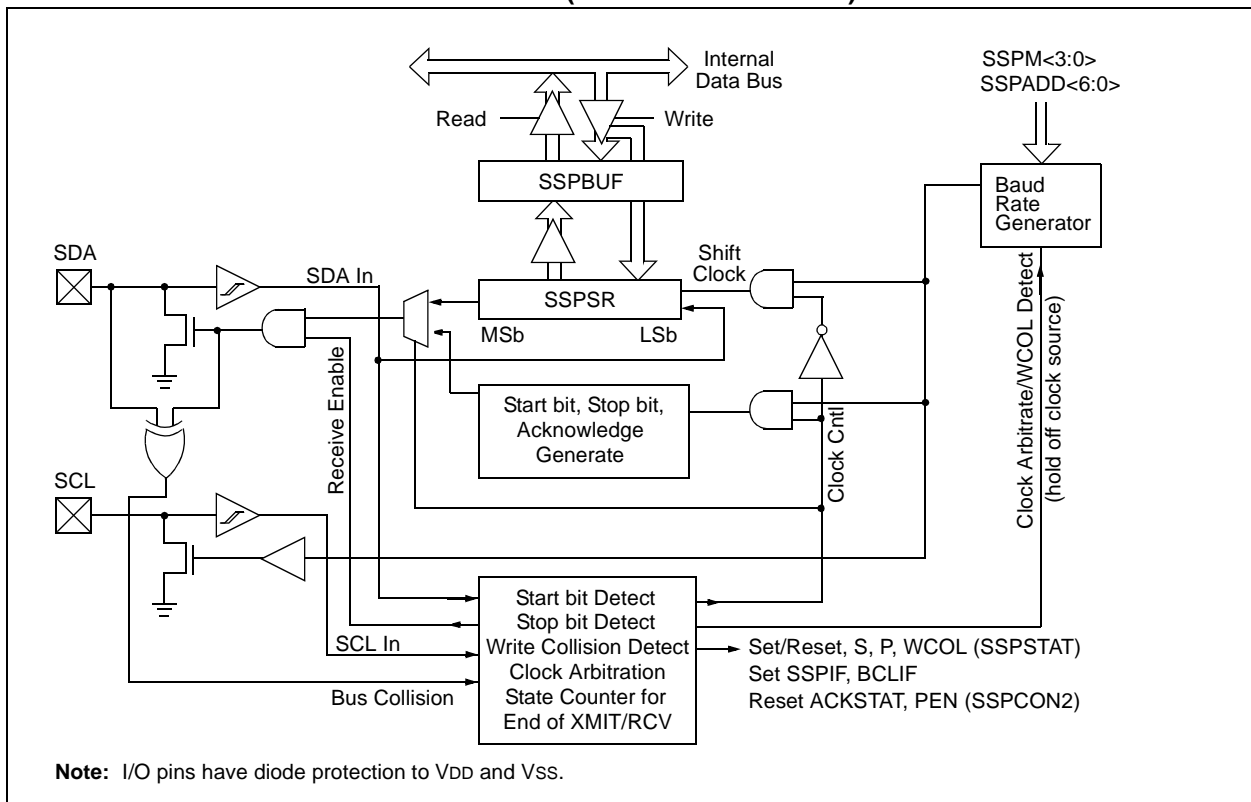 Internal
Data Bus
SSPM<3:0>
SSPADD<6:0>
Read
Write
SSPBUF
Baud
Rate
Generator
SDA
SDA In
Shift
Clock
SSPSR
MSb
LSb
Clock Arbitrate/WCOL Detect
(hold off clock source)
Receive Enable
Start bit, Stop bit,
Acknowledge
Generate
Clock Cntl
SCL
SCL In
Bus Collision
Start bit Detect
Stop bit Detect
Write Collision Detect
Clock Arbitration
State Counter for
End of XMIT/RCV
Set/Reset, S, P, WCOL (SSPSTAT)
Set SSPIF, BCLIF
Reset ACKSTAT, PEN (SSPCON2)
Note: I/O pins have diode protection to VDD and VSS.